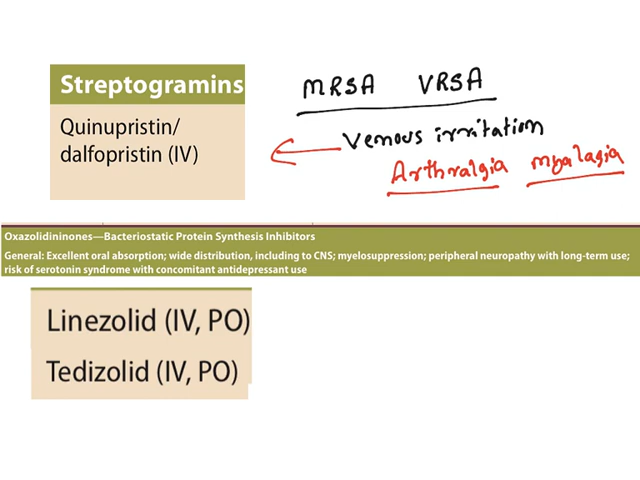 Streptogramins
Quinupristin/
dalfopristin (IV)
MRSA VRSA
Venous irritation
Arthralgia myalagia
Oxazolidininones—Bacteriostatic Protein Synthesis Inhibitors
General: Excellent oral absorption; wide distribution, including to CNS; myelosuppression; peripheral neuropathy with long-term use;
risk of serotonin syndrome with concomitant antidepressant use
Linezolid (IV, PO)
Tedizolid (IV, PO)